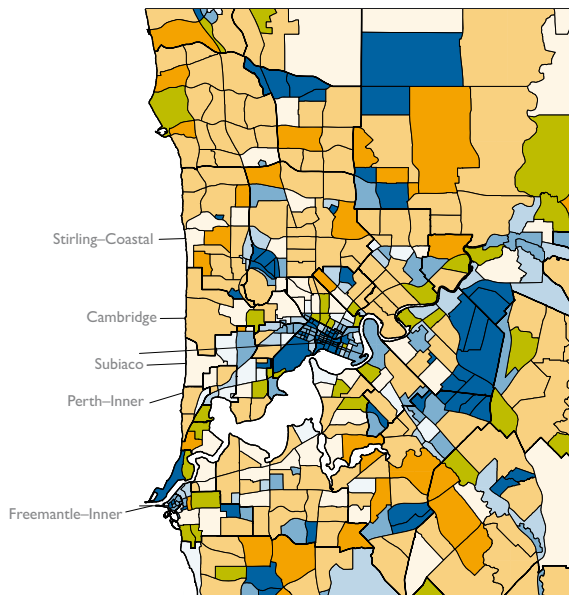 Stirling–Coastal
Cambridge
Subiaco
Perth–Inner
Freemantle–Inner